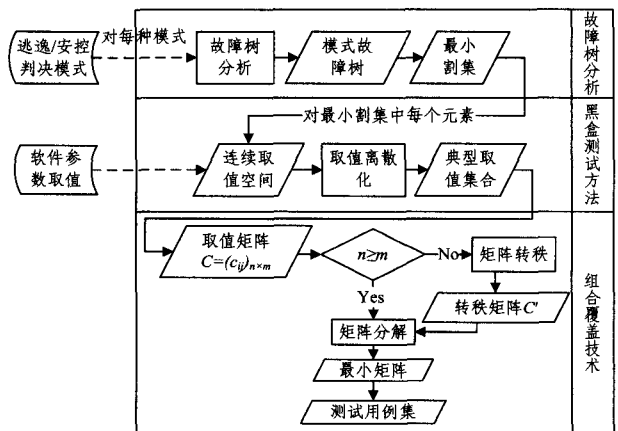 逃逸/安控
判决模式
对每种模式
故障树
分析
模式故
障树
最小
割集
故障树分析
对最小割集中每个元素
软件参
数取值
连续取
值空间
取值离散
化
典型取
值集合
黑盒测试方法
取值矩阵
C=(cij)n×m
n≥m
No
矩阵转秩
Yes
转秩矩阵C'
矩阵分解
最小矩阵
测试用例集
组合覆盖技术